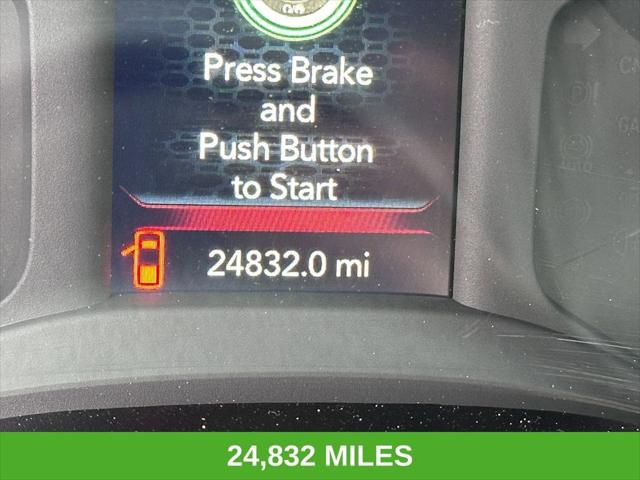 Press Brake
and
Push Button
to Start
24832.0 mi
24,832 MILES